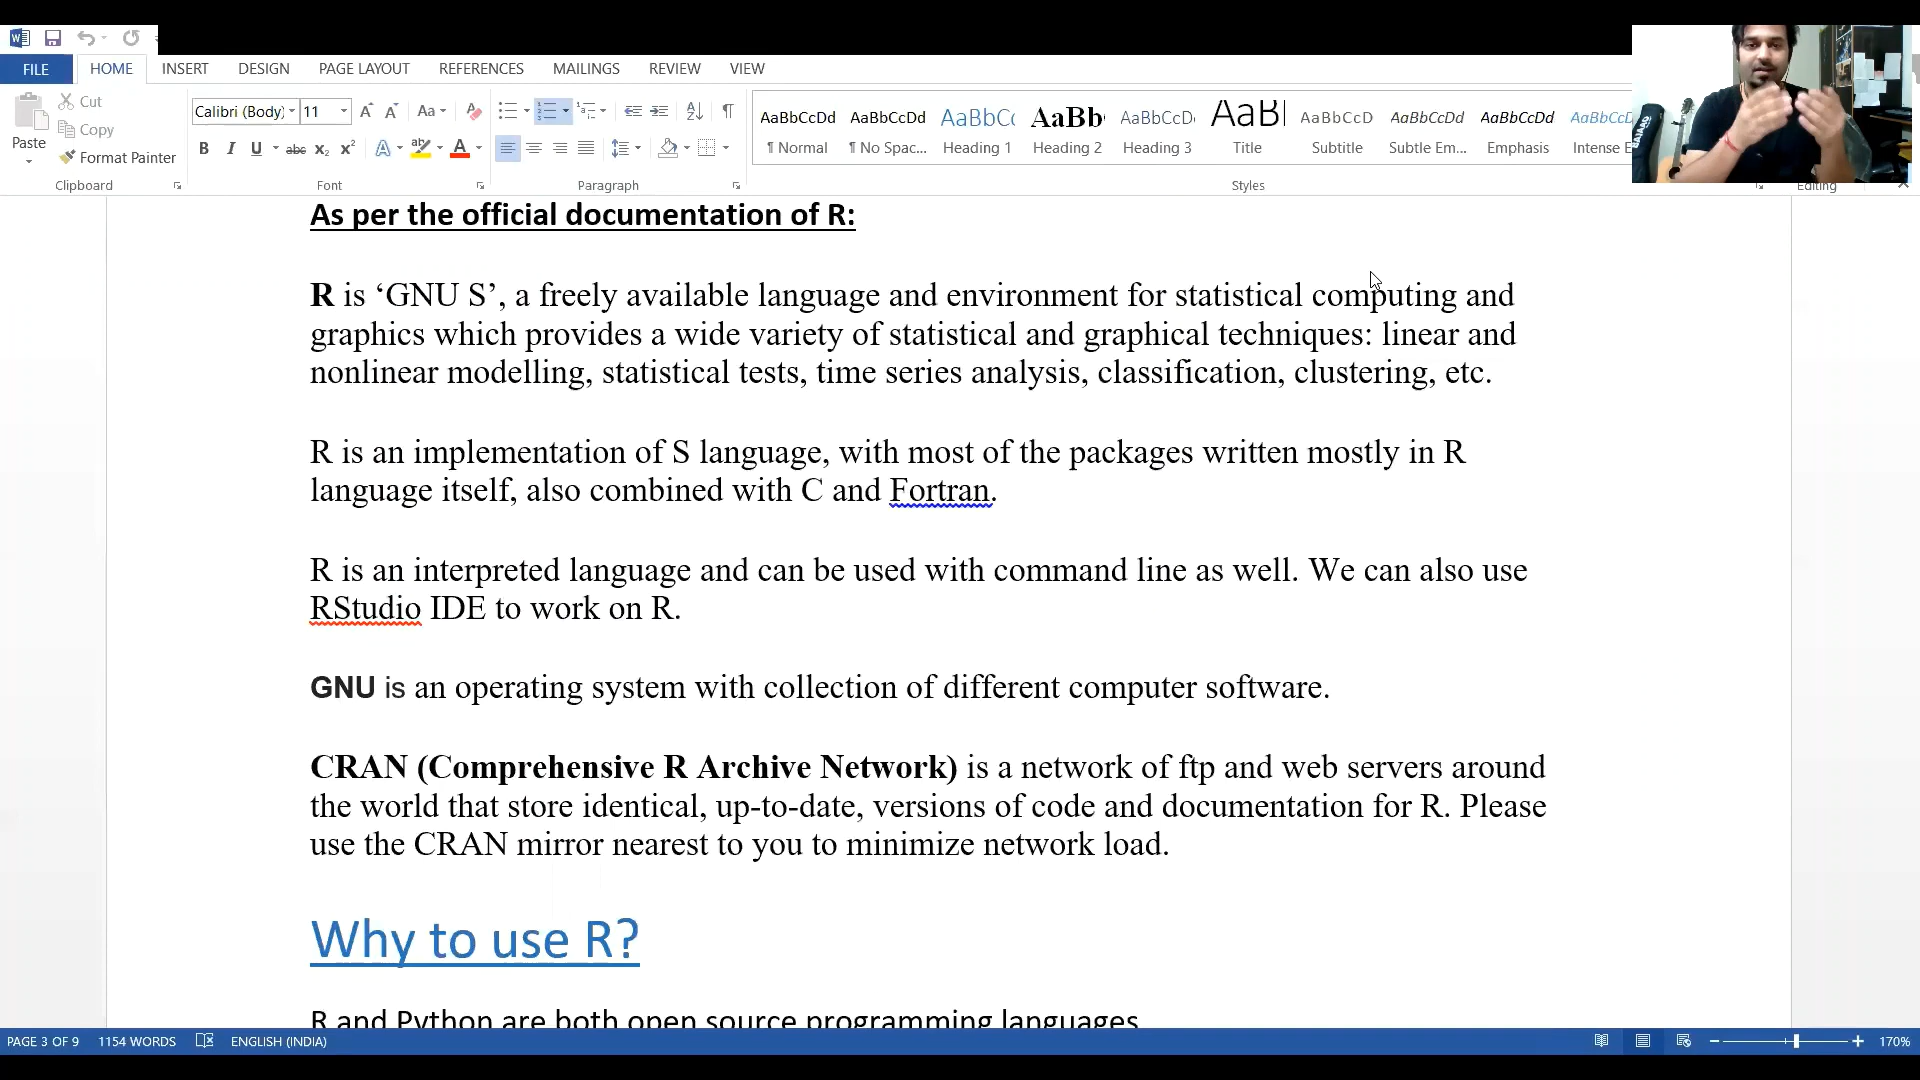 FILE HOME INSERT DESIGN PAGE LAYOUT REFERENCES MAILINGS REVIEW VIEW
Paste
Cut
Copy
Format Painter
Clipboard
Calibri (Body) 11
Font
Paragraph
AaBbCcDd AaBbCcDd AaBbCc AaBb AaBbCcD AaB AaBbCcD AaBbCcDd AaBbCcDd AaBbCcD
¶ Normal ¶ No Spac... Heading 1 Heading 2 Heading 3 Title Subtitle Subtle Em... Emphasis Intense E
Styles
Editing
As per the official documentation of R:
R is ‘GNU S’, a freely available language and environment for statistical computing and
graphics which provides a wide variety of statistical and graphical techniques: linear and
nonlinear modelling, statistical tests, time series analysis, classification, clustering, etc.
R is an implementation of S language, with most of the packages written mostly in R
language itself, also combined with C and Fortran.
R is an interpreted language and can be used with command line as well. We can also use
RStudio IDE to work on R.
GNU is an operating system with collection of different computer software.
CRAN (Comprehensive R Archive Network) is a network of ftp and web servers around
the world that store identical, up-to-date, versions of code and documentation for R. Please
use the CRAN mirror nearest to you to minimize network load.
Why to use R?
R and Python are both open source programming languages
PAGE 3 OF 9 1154 WORDS ENGLISH (INDIA) 170%